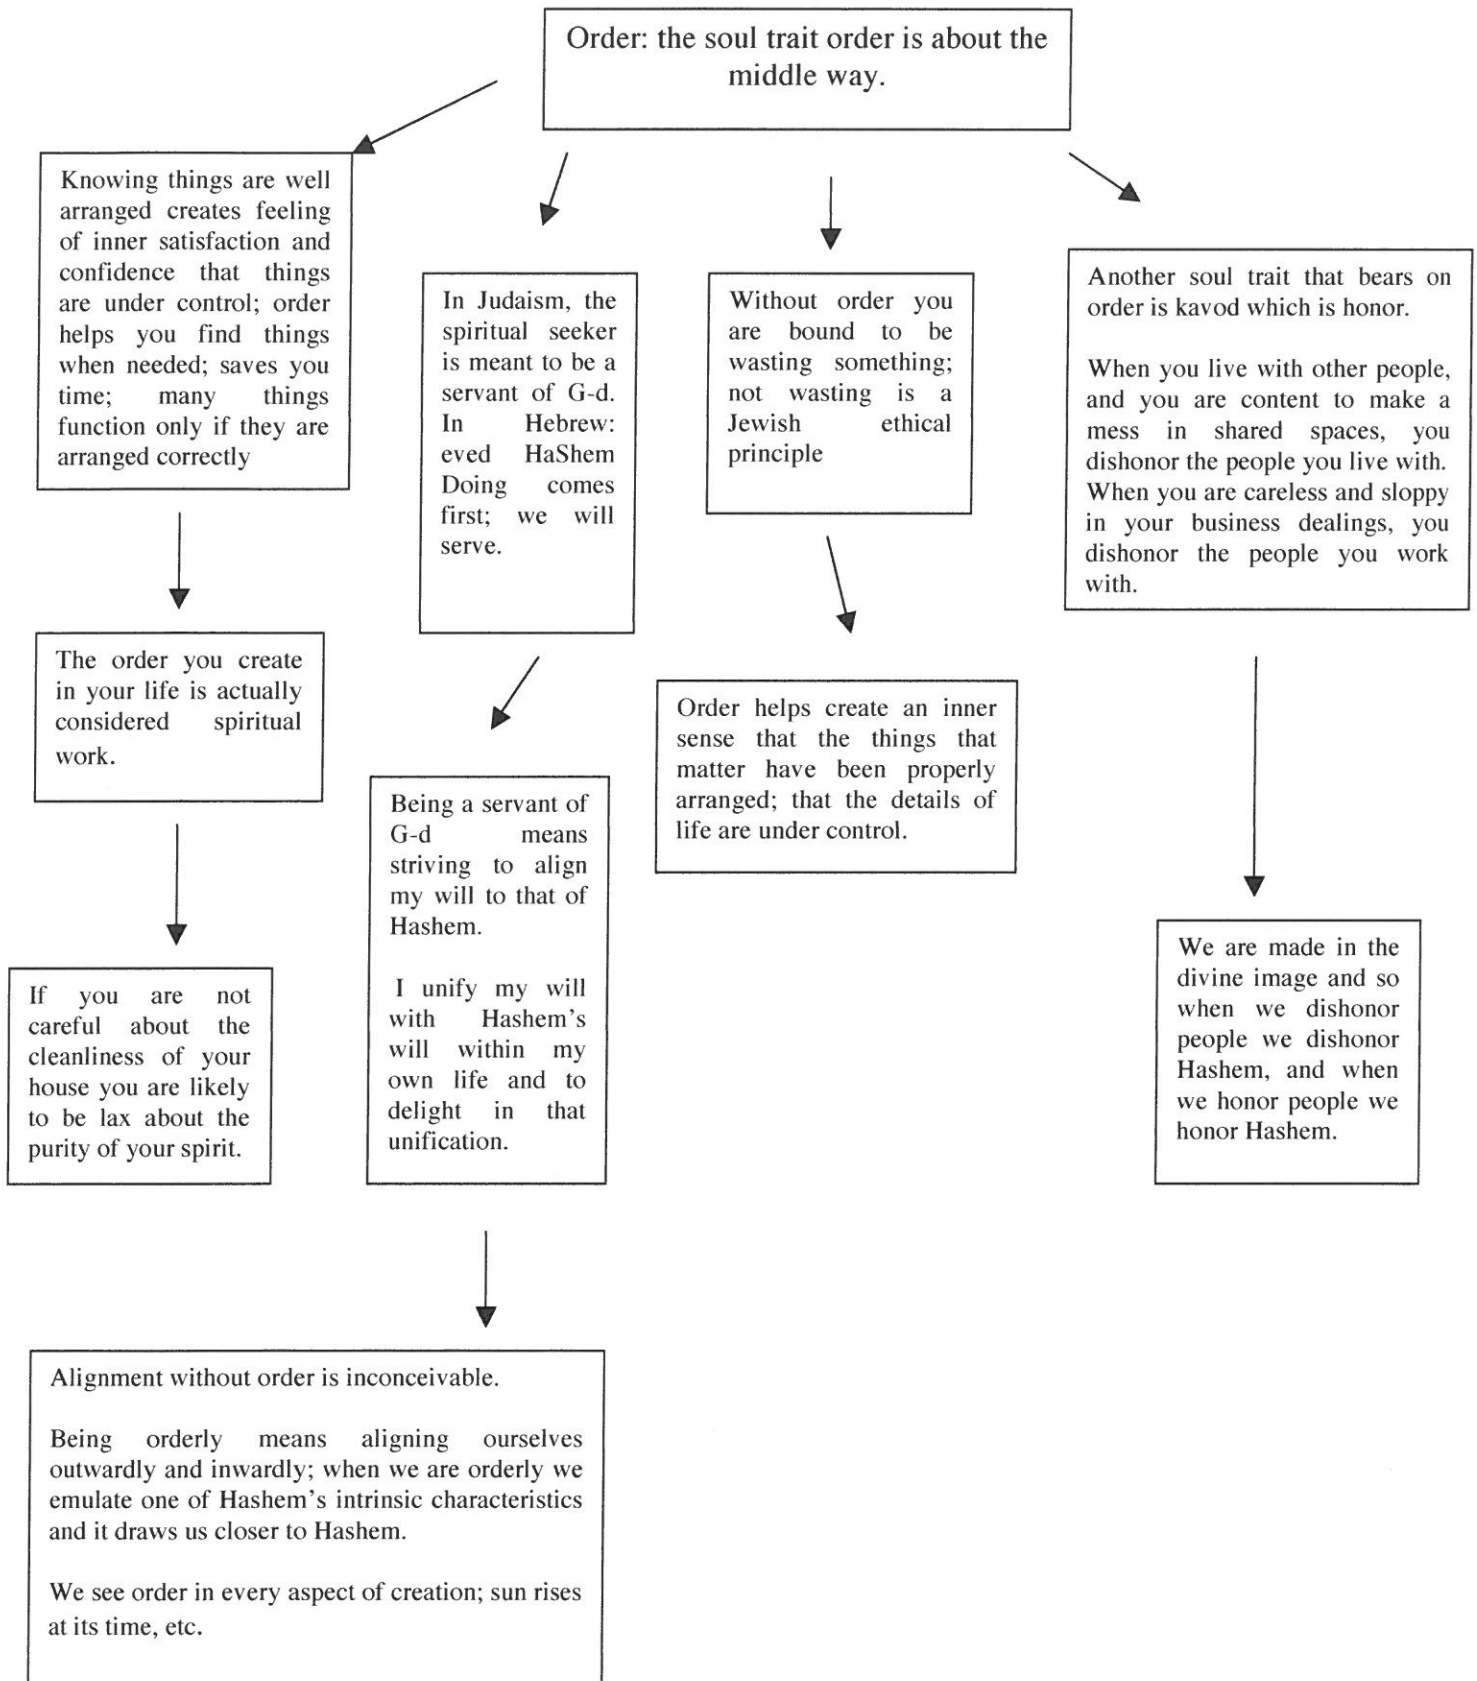 Order: the soul trait order is about the
middle way.
Knowing things are well
arranged creates feeling
of inner satisfaction and
confidence that things
are under control; order
helps you find things
when needed; saves you
time; many things
function only if they are
arranged correctly
In Judaism, the
spiritual seeker
is meant to be a
servant of G-d.
In Hebrew:
eved HaShem
Doing comes
first; we will
serve.
Without order you
are bound to be
wasting something;
not wasting is a
Jewish ethical
principle
Another soul trait that bears on
order is kavod which is honor.
When you live with other people,
and you are content to make a
mess in shared spaces, you
dishonor the people you live with.
When you are careless and sloppy
in your business dealings, you
dishonor the people you work
with.
The order you create
in your life is actually
considered spiritual
work.
Order helps create an inner
sense that the things that
matter have been properly
arranged; that the details of
life are under control.
Being a servant of
G-d means
striving to align
my will to that of
Hashem.
I unify my will
with Hashem's
will within my
own life and to
delight in that
unification.
If you are not
careful about the
cleanliness of your
house you are likely
to be lax about the
purity of your spirit.
We are made in the
divine image and so
when we dishonor
people we dishonor
Hashem, and when
we honor people we
honor Hashem.
Alignment without order is inconceivable.
Being orderly means aligning ourselves
outwardly and inwardly; when we are orderly we
emulate one of Hashem's intrinsic characteristics
and it draws us closer to Hashem.
We see order in every aspect of creation; sun rises
at its time, etc.